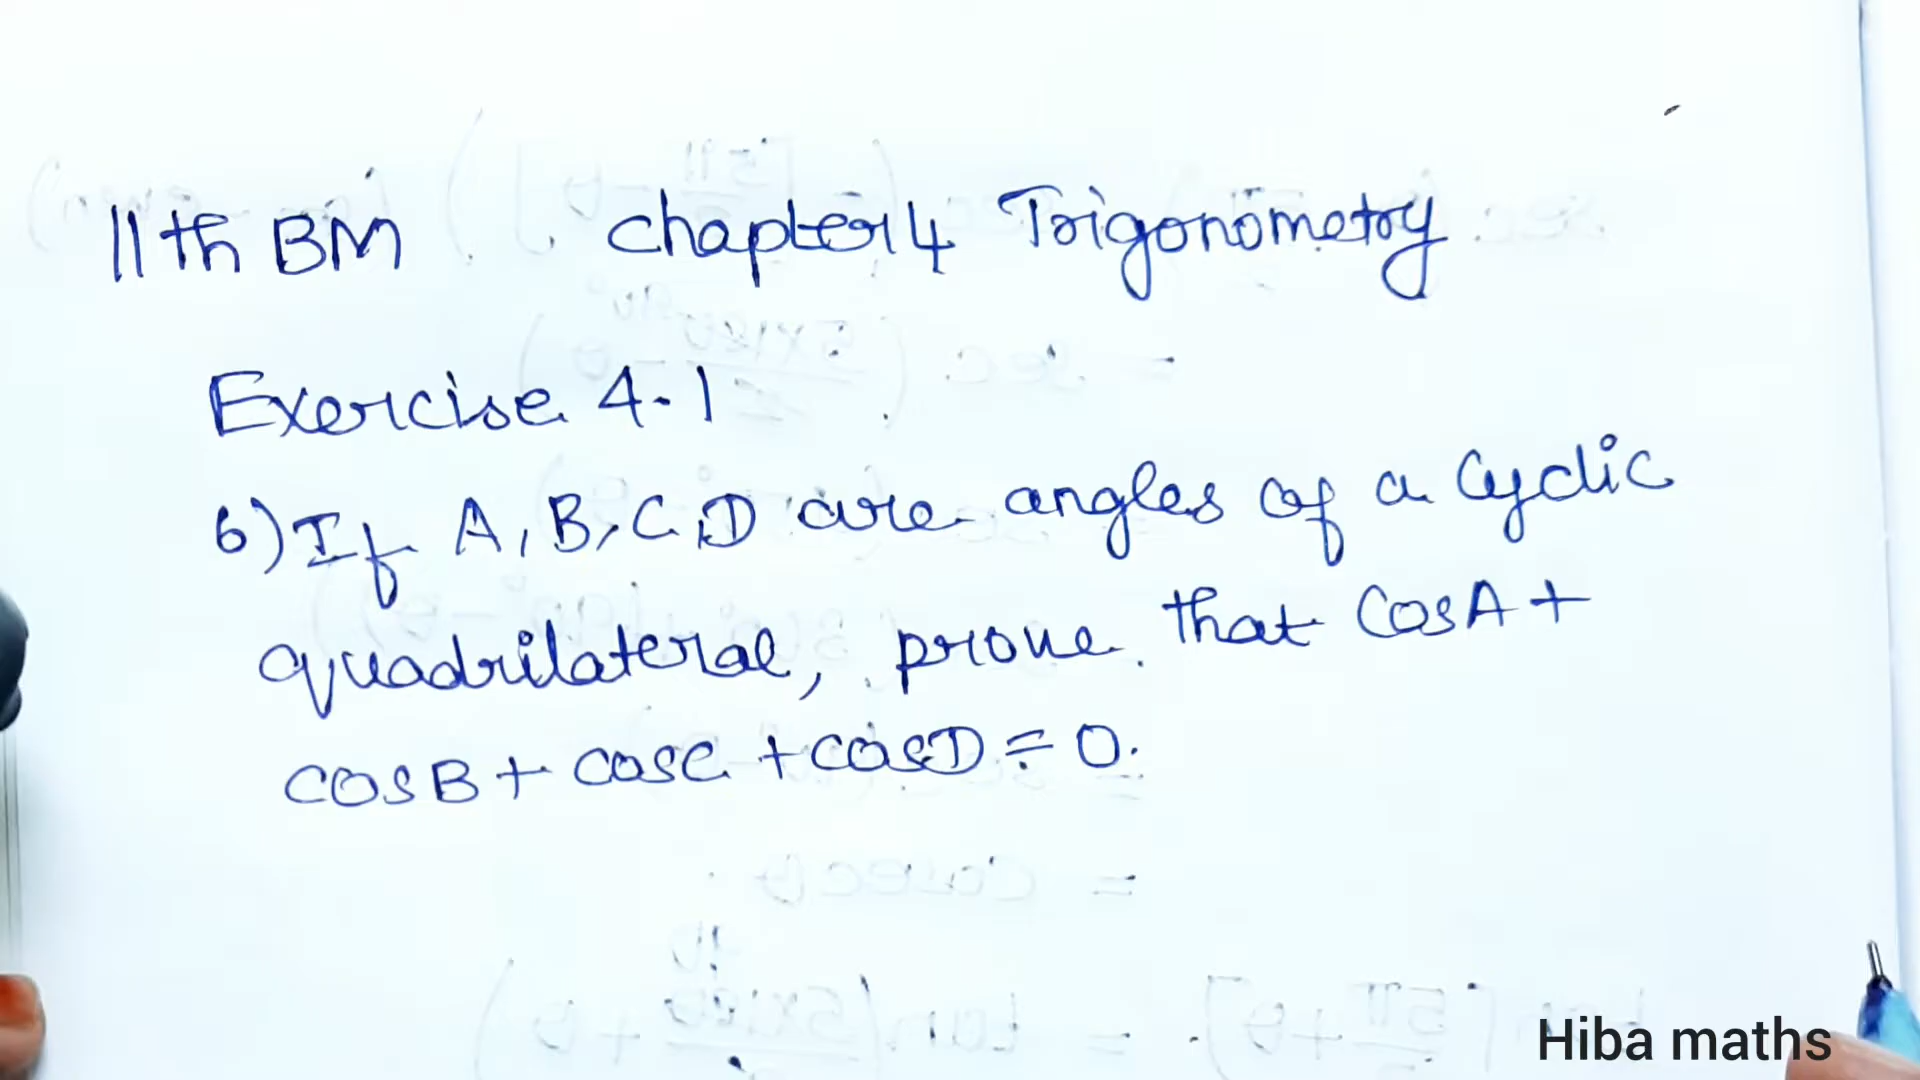 11th BM chapter 4 Trigonometry
Exercise 4.1
6) If A, B, C, D are angles of a cyclic
quadrilateral, prove that cosA +
cosB + cosC + cosD = 0.
Hiba maths